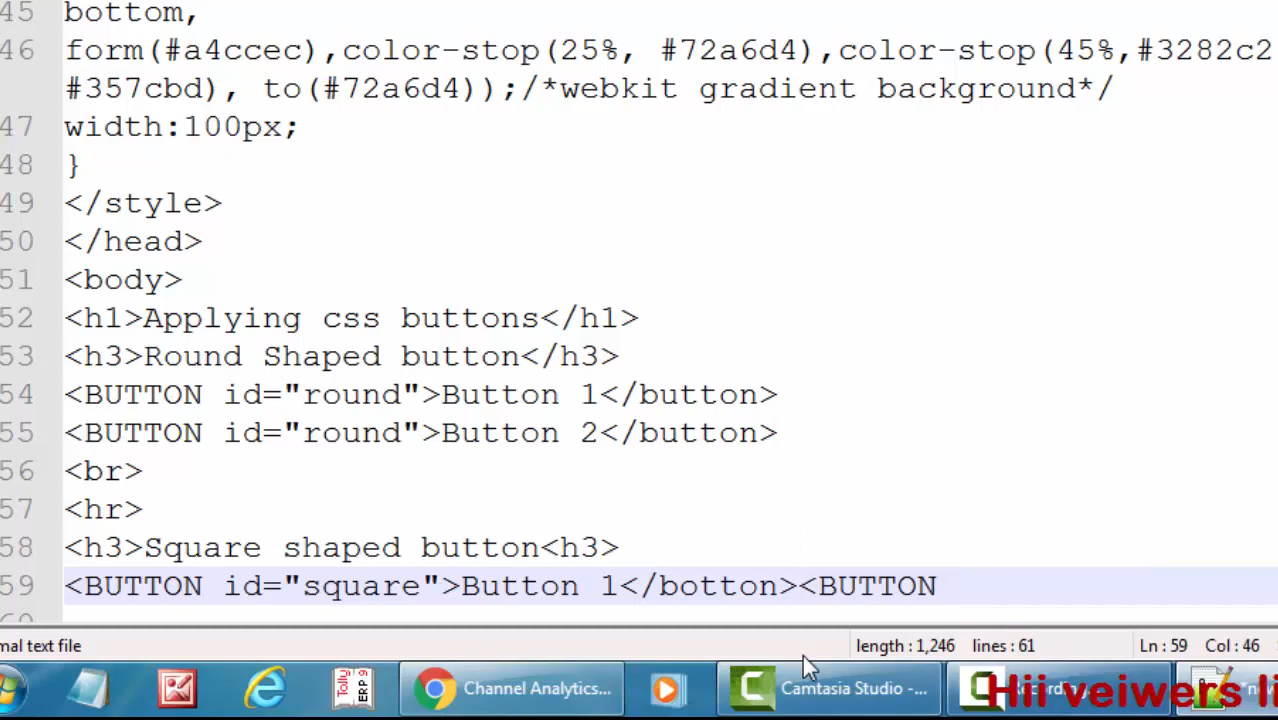 45 bottom,
46 form(#a4ccec),color-stop(25%, #72a6d4),color-stop(45%,#3282c2
#357cbd), to(#72a6d4));/*webkit gradient background*/
47 width:100px;
48 }
49 </style>
50 </head>
51 <body>
52 <h1>Applying css buttons</h1>
53 <h3>Round Shaped button</h3>
54 <BUTTON id="round">Button 1</button>
55 <BUTTON id="round">Button 2</button>
56 <br>
57 <hr>
58 <h3>Square shaped button<h3>
59 <BUTTON id="square">Button 1</botton><BUTTON
60
mal text file length : 1,246 lines : 61 Ln : 59 Col : 46
Tally ERP 9 Channel Analytics... Camtasia Studio -... Hii veiwers li